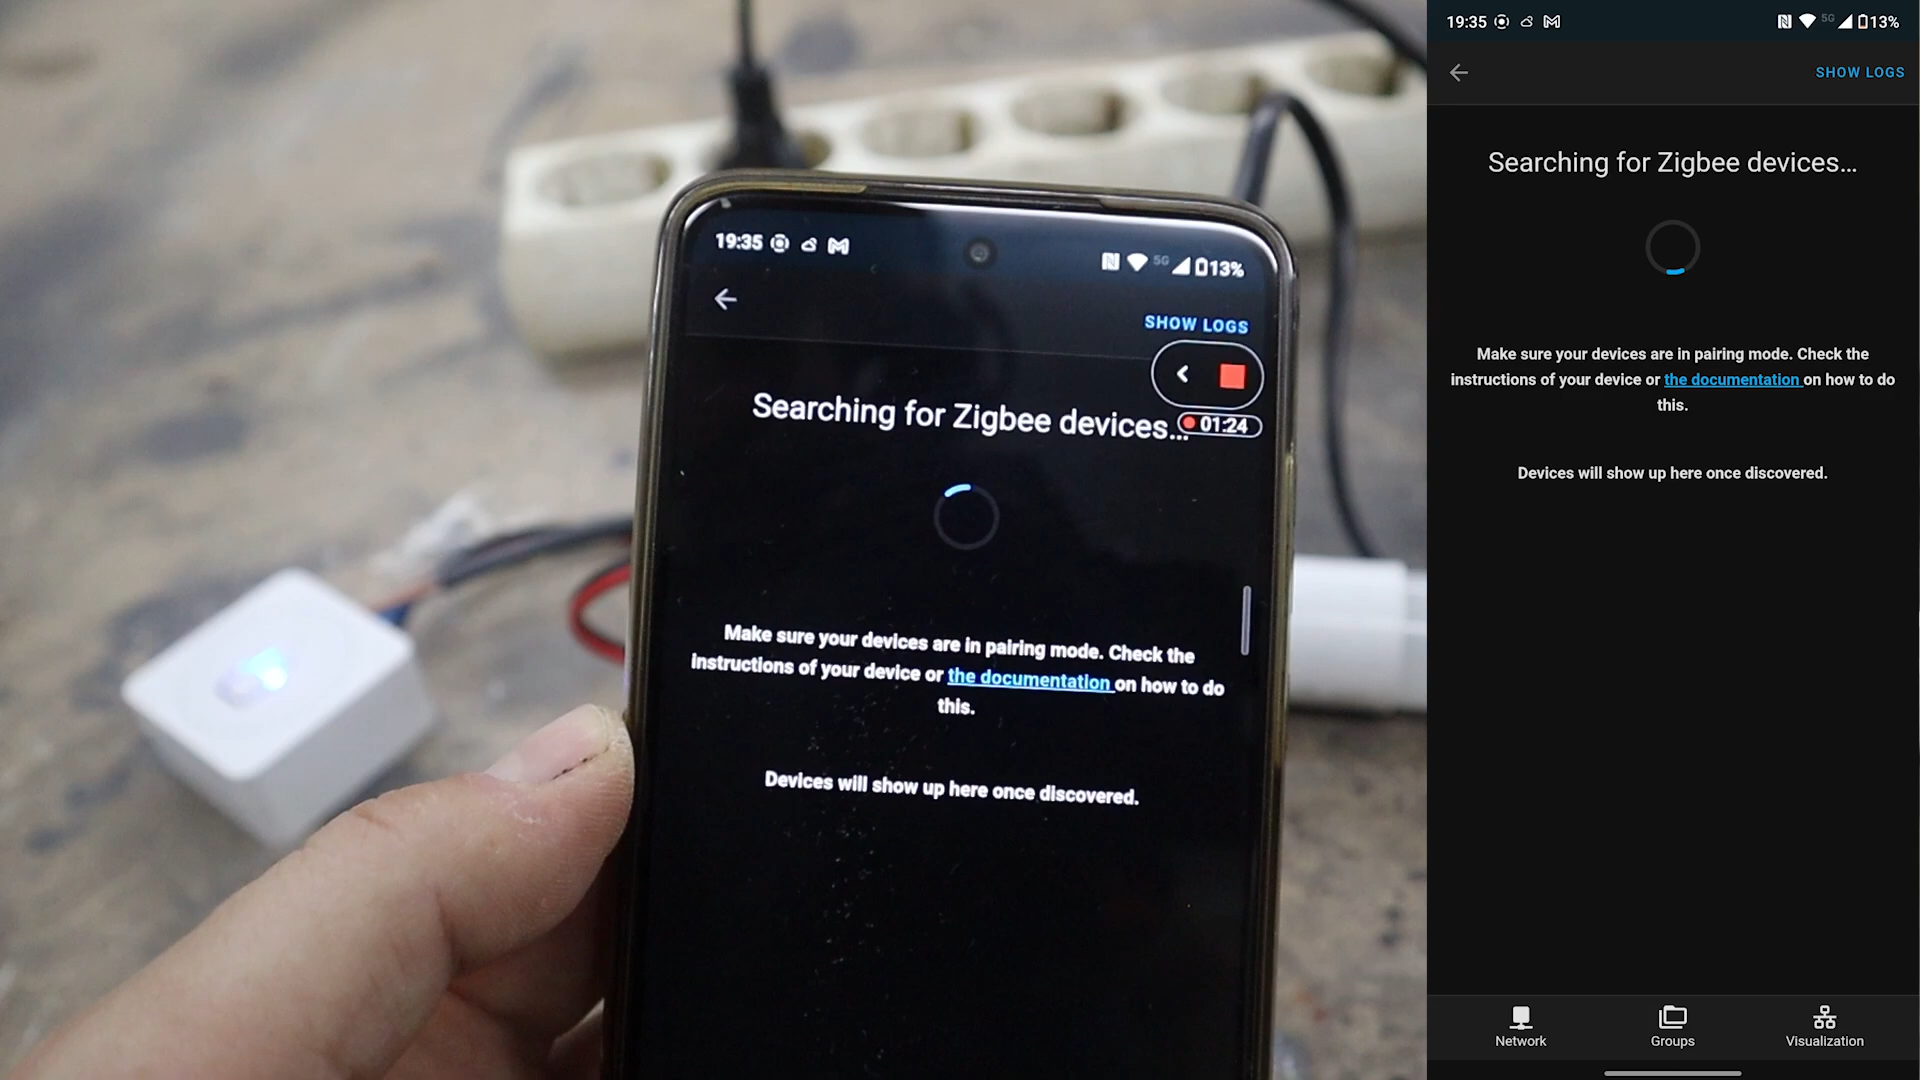 19:35
5G
13%
SHOW LOGS
Searching for Zigbee devices...
01:24
Make sure your devices are in pairing mode. Check the
instructions of your device or the documentation on how to do
this.
Devices will show up here once discovered.
19:35
5G
13%
SHOW LOGS
Searching for Zigbee devices...
Make sure your devices are in pairing mode. Check the
instructions of your device or the documentation on how to do
this.
Devices will show up here once discovered.
Network
Groups
Visualization